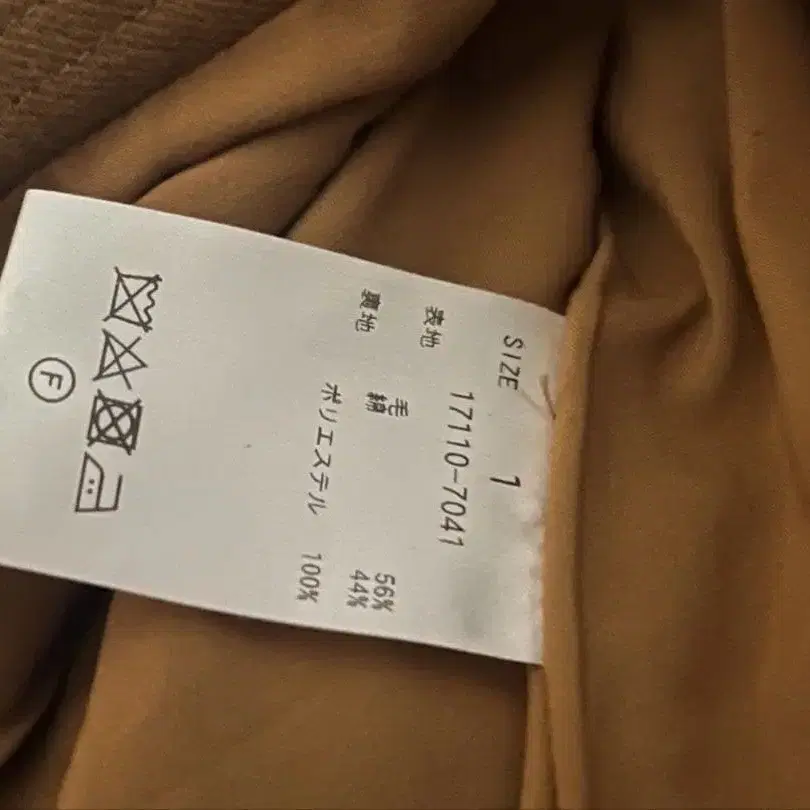 SIZE 1
17110-7041
表地 毛 56%
綿 44%
裏地 ポリエステル 100%
F